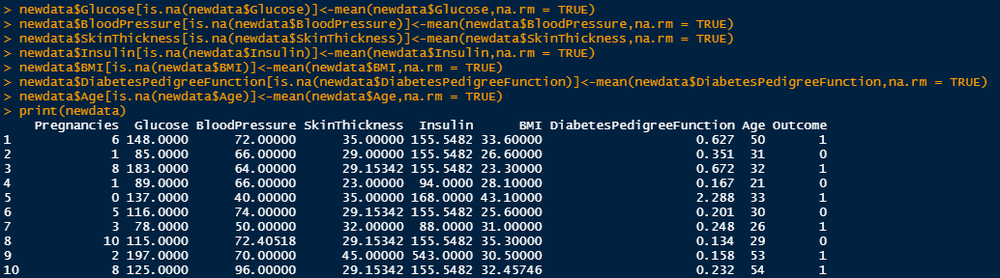 > newdata$Glucose[is.na(newdata$Glucose)]<-mean(newdata$Glucose,na.rm = TRUE)
> newdata$BloodPressure[is.na(newdata$BloodPressure)]<-mean(newdata$BloodPressure,na.rm = TRUE)
> newdata$SkinThickness[is.na(newdata$SkinThickness)]<-mean(newdata$SkinThickness,na.rm = TRUE)
> newdata$Insulin[is.na(newdata$Insulin)]<-mean(newdata$Insulin,na.rm = TRUE)
> newdata$BMI[is.na(newdata$BMI)]<-mean(newdata$BMI,na.rm = TRUE)
> newdata$DiabetesPedigreeFunction[is.na(newdata$DiabetesPedigreeFunction)]<-mean(newdata$DiabetesPedigreeFunction,na.rm = TRUE)
> newdata$Age[is.na(newdata$Age)]<-mean(newdata$Age,na.rm = TRUE)
> print(newdata)
Pregnancies Glucose BloodPressure SkinThickness Insulin BMI DiabetesPedigreeFunction Age Outcome
1 6 148.0000 72.00000 35.00000 155.5482 33.60000 0.627 50 1
2 1 85.0000 66.00000 29.00000 155.5482 26.60000 0.351 31 0
3 8 183.0000 64.00000 29.15342 155.5482 23.30000 0.672 32 1
4 1 89.0000 66.00000 23.00000 94.0000 28.10000 0.167 21 0
5 0 137.0000 40.00000 35.00000 168.0000 43.10000 2.288 33 1
6 5 116.0000 74.00000 29.15342 155.5482 25.60000 0.201 30 0
7 3 78.0000 50.00000 32.00000 88.0000 31.00000 0.248 26 1
8 10 115.0000 72.40518 29.15342 155.5482 35.30000 0.134 29 0
9 2 197.0000 70.00000 45.00000 543.0000 30.50000 0.158 53 1
10 8 125.0000 96.00000 29.15342 155.5482 32.45746 0.232 54 1